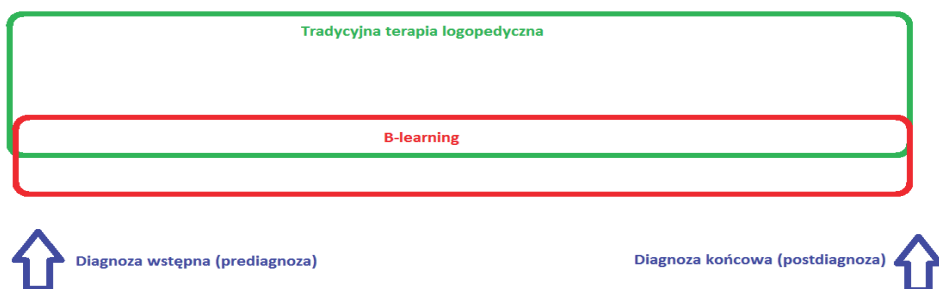 Tradycyjna terapia logopedyczna
B-learning
Diagnoza wstępna (prediagnoza)
Diagnoza końcowa (postdiagnoza)